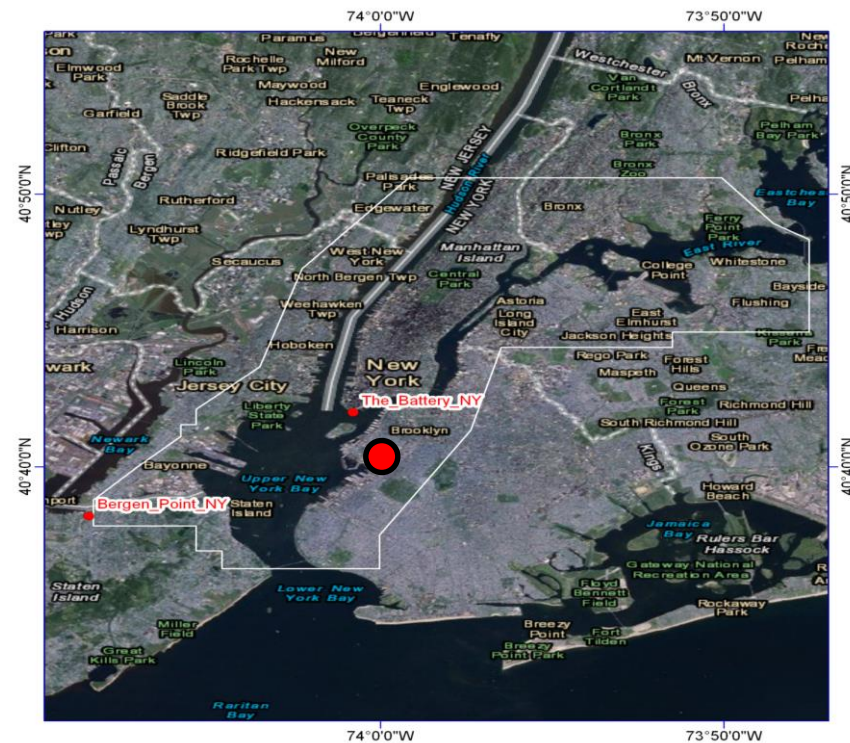 74°0'0"W
73°50'0"W
40°50'0"N
40°40'0"N
Elmwood
Park
Paramus
New
Milford
Tenafly
Rochelle
Park Twp
Maywood
Hackensack
Saddle
Brook
Twp
Garfield
Teaneck
Twp
Englewood
Overpeck
County
Park
Ridgefield Park
Palisades
Park
Edgewater
Passaic
Bergen
Rutherford
Nutley
Lyndhurst
Twp
Secaucus
West New
York
North Bergen Twp
Weehawken
Twp
Hudson
Harrison
Hoboken
NEW JERSEY
Hudson River
NEW YORK
Westchester
Bronx
Mt Vernon
Van
Cortlandt
Park
Bronx
Park
Bronx
Zoo
Pelham
Bay Park
Bay
Bronx
Ferry
Point
Park
East River
Manhattan
Island
Central
Park
College
Point
Whitestone
Bayside
Flushing
Astoria
Long
Island
City
East
Elmhurst
Jackson Heights
Rego Park
Forest
Hills
Maspeth
Queens
Forest
Park
Richmond Hill
South Richmond Hill
South
Ozone Park
Kings
Howard
Beach
Lincoln
Park
Jersey City
New
York
The_Battery_NY
Liberty
State
Park
Brooklyn
Newark
Bay
Bayonne
Upper New
York Bay
Bergen_Point_NY
Staten
Island
Staten
Island
Lower New
York Bay
Miller
Field
Great
Kills Park
Raritan
Bay
Jamaica
Bay
Rulers Bar
Hassock
Gateway National
Recreation Area
Floyd
Bennett
Field
Rockaway
Park
Breezy
Point
Fort
Tilden
Breezy
Point Park
74°0'0"W
73°50'0"W